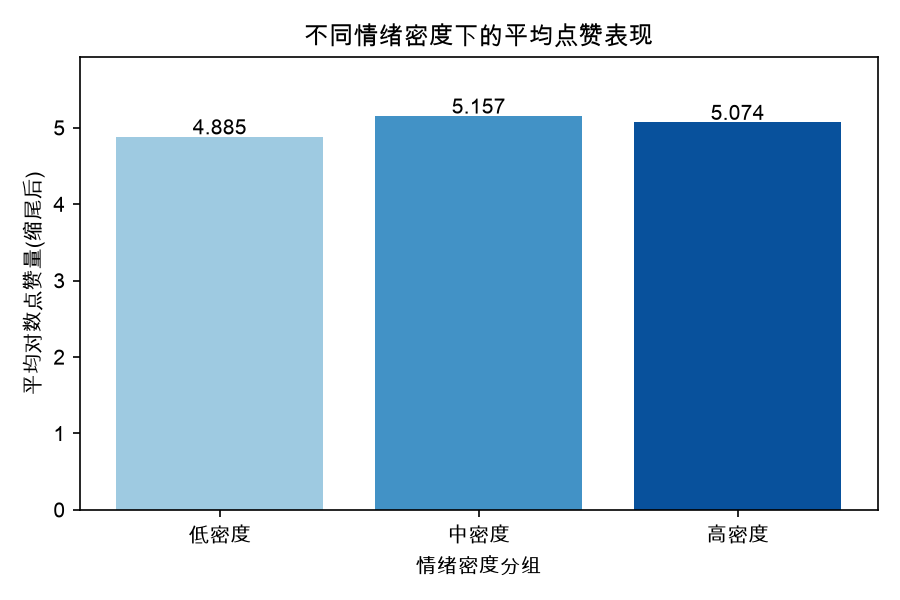 不同情绪密度下的平均点赞表现
平均对数点赞量(缩尾后)
5
4
3
2
1
0
4.885
5.157
5.074
低密度
中密度
高密度
情绪密度分组